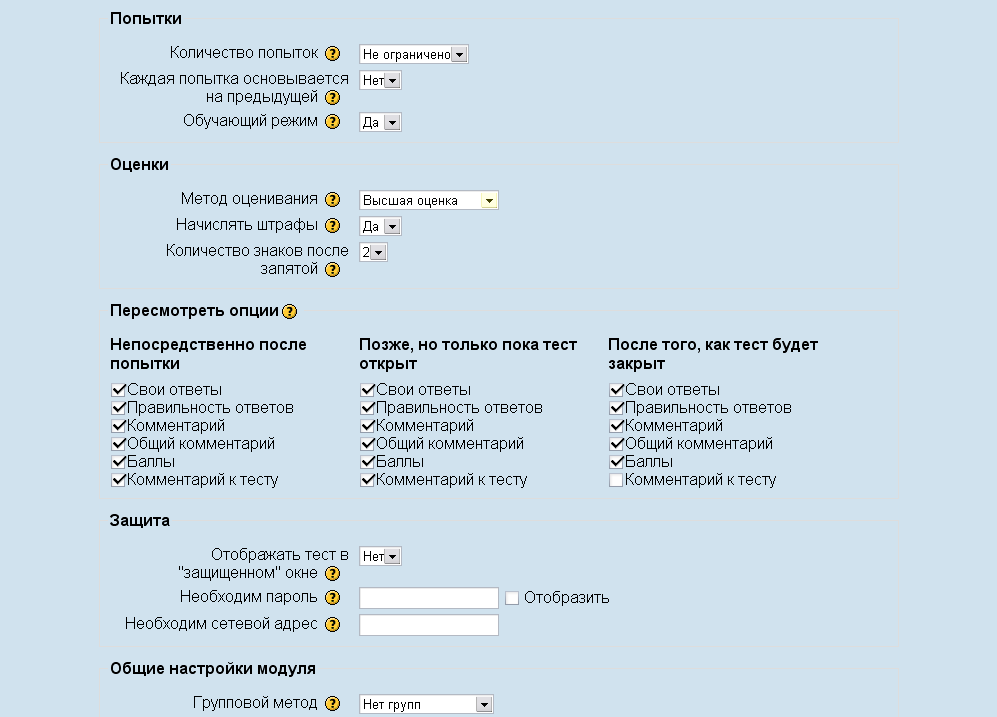 Попытки
Количество попыток ? Не ограничено
Каждая попытка основывается Нет
на предыдущей ?
Обучающий режим ? Да
Оценки
Метод оценивания ? Высшая оценка
Начислять штрафы ? Да
Количество знаков после 2
запятой ?
Пересмотреть опции ?
Непосредственно после
попытки
Свои ответы
Правильность ответов
Комментарий
Общий комментарий
Баллы
Комментарий к тесту
Позже, но только пока тест
открыт
Свои ответы
Правильность ответов
Комментарий
Общий комментарий
Баллы
Комментарий к тесту
После того, как тест будет
закрыт
Свои ответы
Правильность ответов
Комментарий
Общий комментарий
Баллы
Комментарий к тесту
Защита
Отображать тест в Нет
"защищенном" окне ?
Необходим пароль ? Отобразить
Необходим сетевой адрес ?
Общие настройки модуля
Групповой метод ? Нет групп